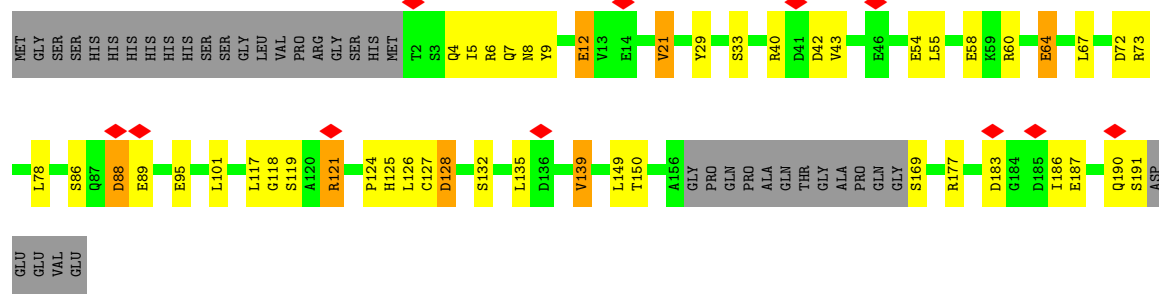 MET GLY SER SER HIS HIS HIS HIS HIS HIS SER SER GLY LEU VAL PRO ARG GLY SER HIS MET T2 S3 Q4 I5 R6 Q7 N8 Y9 E12 V13 E14 V21 Y29 S33 R40 D41 D42 V43 E46 E54 L55 E58 K59 R60 E64 L67 D72 R73
L78 S86 Q87 D88 E89 E95 L101 L117 G118 S119 A120 R121 P124 H125 L126 C127 D128 S132 L135 D136 V139 L149 T150 A156 GLY PRO GLN PRO ALA GLN THR GLY ALA PRO GLN GLY S169 R177 D183 G184 D185 I186 E187 Q190 S191 ASP
GLU GLU VAL GLU